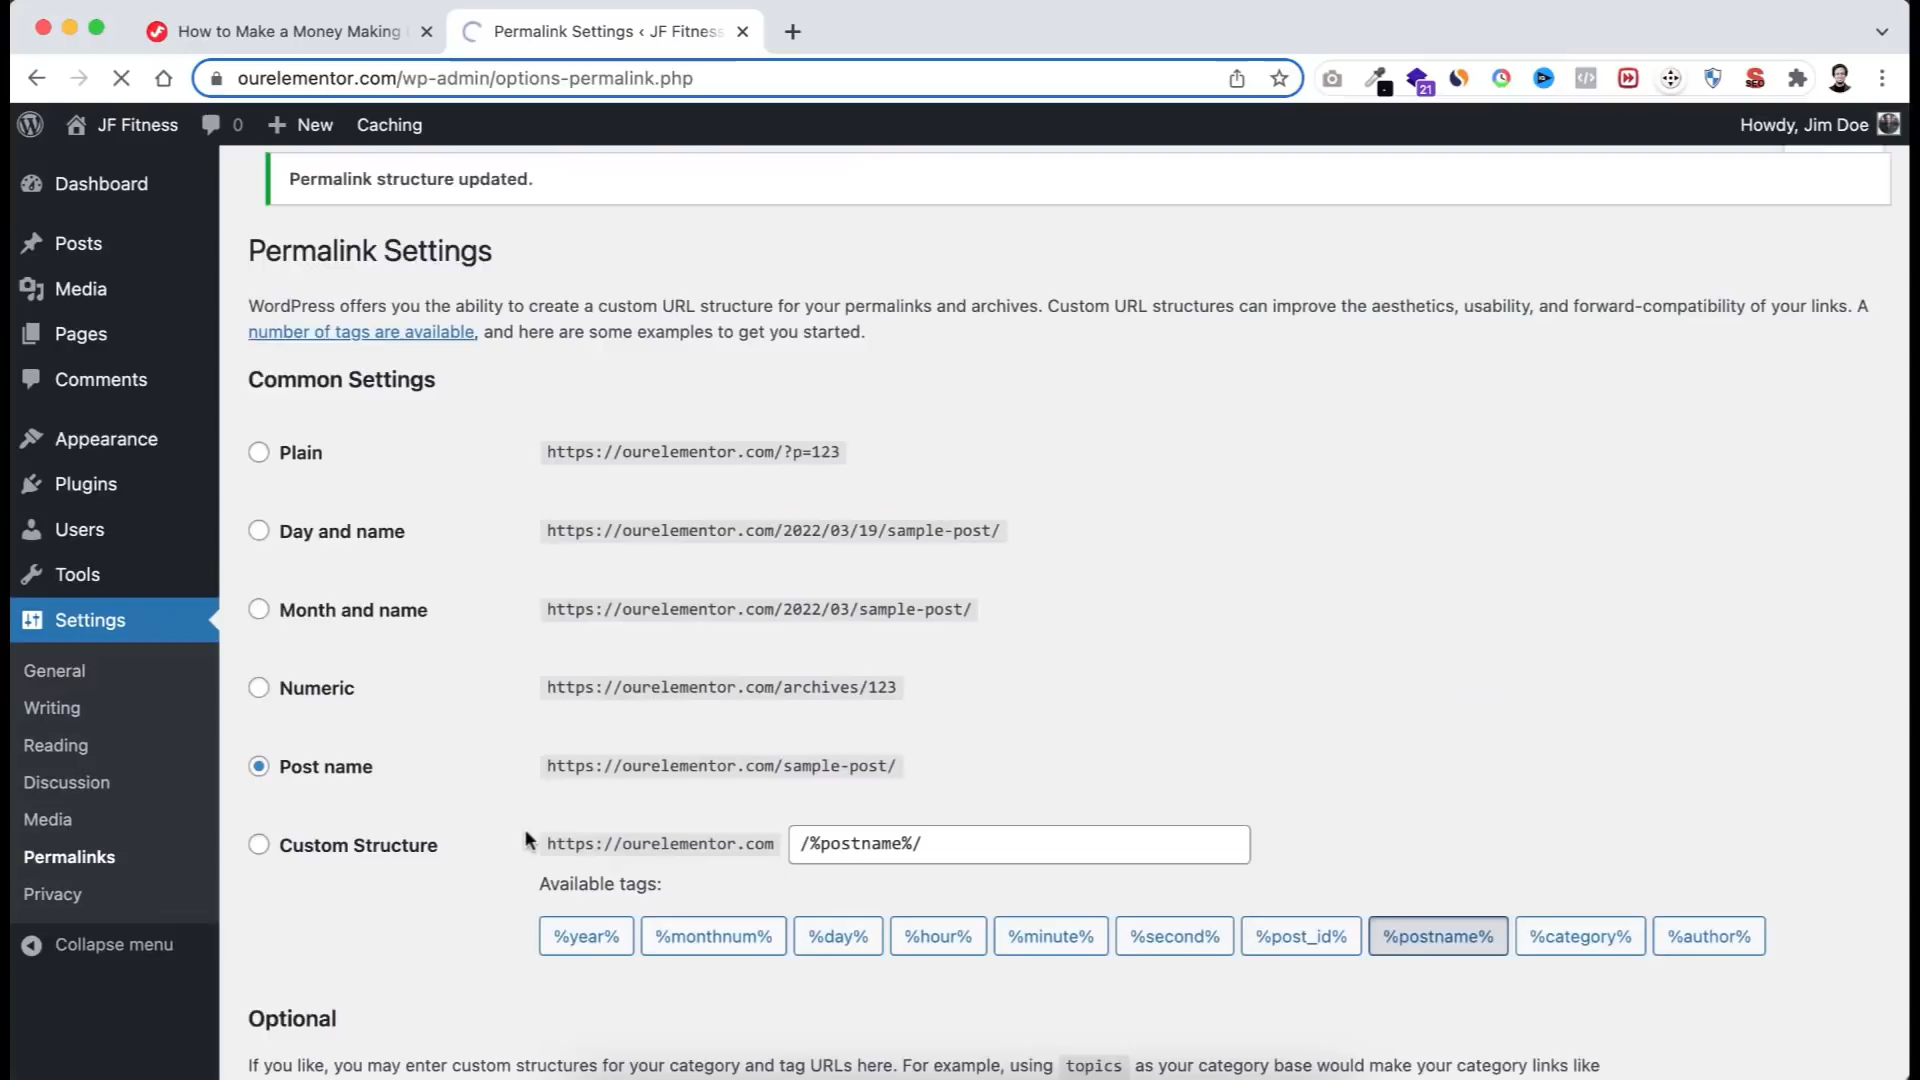 How to Make a Money Making
Permalink Settings ‹ JF Fitness
ourelementor.com/wp-admin/options-permalink.php
21
SEO
JF Fitness
0
New
Caching
Howdy, Jim Doe
Dashboard
Posts
Media
Pages
Comments
Appearance
Plugins
Users
Tools
Settings
General
Writing
Reading
Discussion
Media
Permalinks
Privacy
Collapse menu
Permalink structure updated.
Permalink Settings
WordPress offers you the ability to create a custom URL structure for your permalinks and archives. Custom URL structures can improve the aesthetics, usability, and forward-compatibility of your links. A
number of tags are available, and here are some examples to get you started.
Common Settings
Plain https://ourelementor.com/?p=123
Day and name https://ourelementor.com/2022/03/19/sample-post/
Month and name https://ourelementor.com/2022/03/sample-post/
Numeric https://ourelementor.com/archives/123
Post name https://ourelementor.com/sample-post/
Custom Structure https://ourelementor.com /%postname%/
Available tags:
%year% %monthnum% %day% %hour% %minute% %second% %post_id% %postname% %category% %author%
Optional
If you like, you may enter custom structures for your category and tag URLs here. For example, using topics as your category base would make your category links like